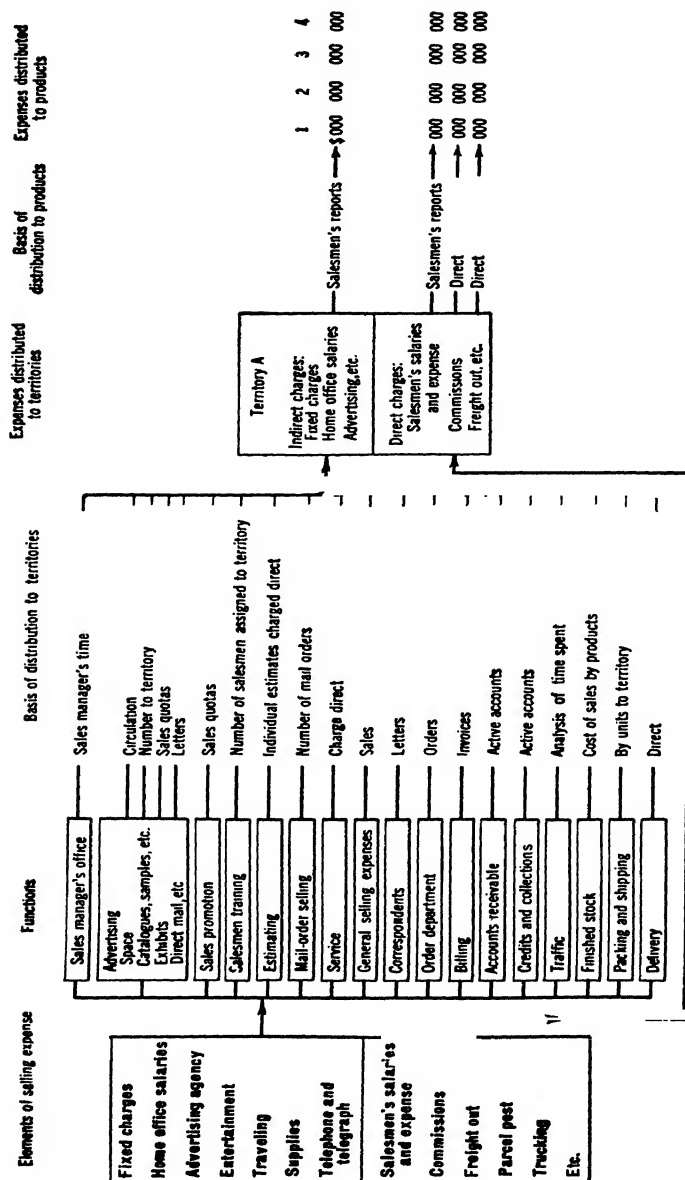 Elements of selling expense
Fixed charges
Home office salaries
Advertising agency
Entertainment
Traveling
Supplies
Telephone and
telegraph
Salesmen's salaries
and expense
Commissions
Freight out
Parcel post
Trucking
Etc.
Functions
Sales manager's office
Advertising
Space
Catalogues, samples, etc.
Exhibits
Direct mail, etc
Sales promotion
Salesmen training
Estimating
Mail-order selling
Service
General selling expenses
Correspondents
Order department
Billing
Accounts receivable
Credits and collections
Traffic
Finished stock
Packing and shipping
Delivery
Basis of distribution to territories
Sales manager's time
Circulation
Number to territory
Sales quotas
Letters
Sales quotas
Number of salesmen assigned to territory
Individual estimates charged direct
Number of mail orders
Charge direct
Sales
Letters
Orders
Invoices
Active accounts
Active accounts
Analysis of time spent
Cost of sales by products
By units to territory
Direct
Expenses distributed
to territories
Territory A
Indirect charges:
Fixed charges
Home office salaries
Advertising, etc.
Direct charges:
Salesmen's salaries
and expense
Commissions
Freight out, etc.
Basis of
distribution to products
Salesmen's reports
Salesmen's reports
Direct
Direct
Expenses distributed
to products
1 2 3 4
$000 000 000 000
000 000 000 000
000 000 000 000
000 000 000 000